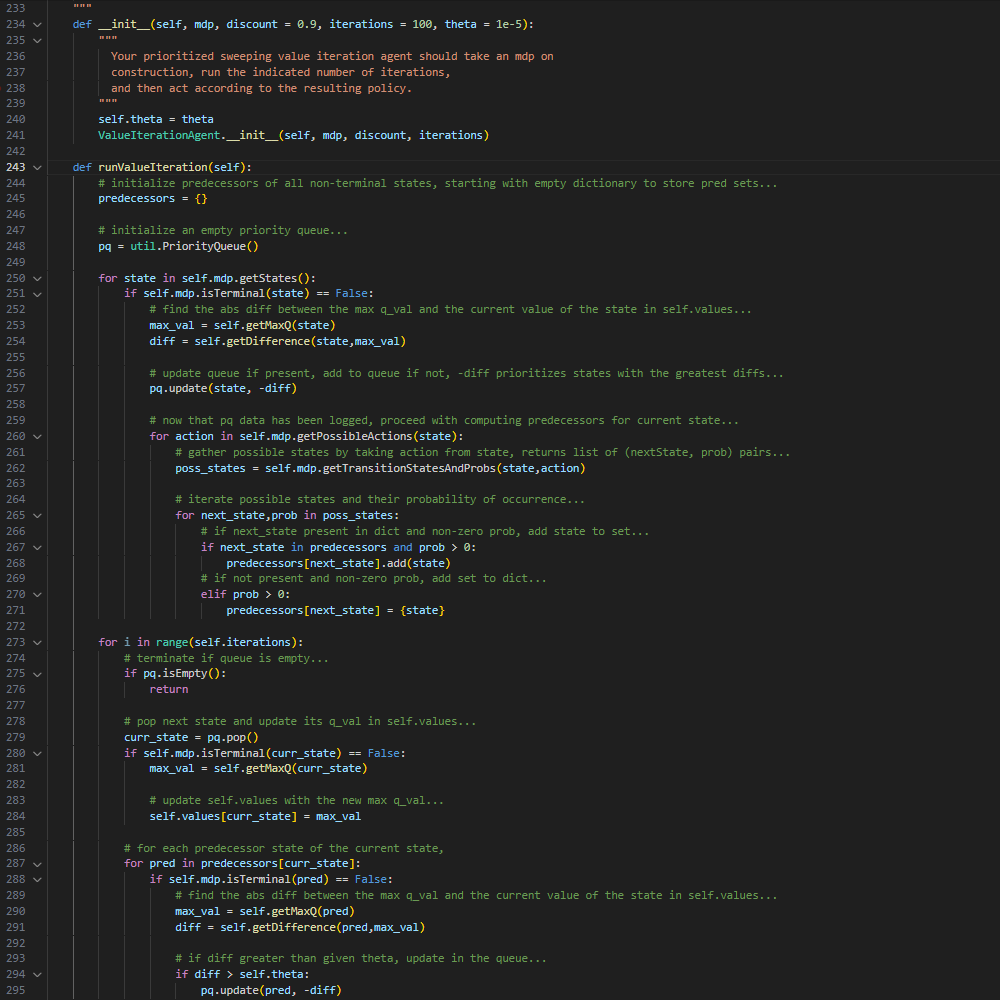 233 """
234 def __init__(self, mdp, discount = 0.9, iterations = 100, theta = 1e-5):
235 """
236 Your prioritized sweeping value iteration agent should take an mdp on
237 construction, run the indicated number of iterations,
238 and then act according to the resulting policy.
239 """
240 self.theta = theta
241 ValueIterationAgent.__init__(self, mdp, discount, iterations)
242
243 def runValueIteration(self):
244 # initialize predecessors of all non-terminal states, starting with empty dictionary to store pred sets...
245 predecessors = {}
246
247 # initialize an empty priority queue...
248 pq = util.PriorityQueue()
249
250 for state in self.mdp.getStates():
251 if self.mdp.isTerminal(state) == False:
252 # find the abs diff between the max q_val and the current value of the state in self.values...
253 max_val = self.getMaxQ(state)
254 diff = self.getDifference(state,max_val)
255
256 # update queue if present, add to queue if not, -diff prioritizes states with the greatest diffs...
257 pq.update(state, -diff)
258
259 # now that pq data has been logged, proceed with computing predecessors for current state...
260 for action in self.mdp.getPossibleActions(state):
261 # gather possible states by taking action from state, returns list of (nextState, prob) pairs...
262 poss_states = self.mdp.getTransitionStatesAndProbs(state,action)
263
264 # iterate possible states and their probability of occurrence...
265 for next_state,prob in poss_states:
266 # if next_state present in dict and non-zero prob, add state to set...
267 if next_state in predecessors and prob > 0:
268 predecessors[next_state].add(state)
269 # if not present and non-zero prob, add set to dict...
270 elif prob > 0:
271 predecessors[next_state] = {state}
272
273 for i in range(self.iterations):
274 # terminate if queue is empty...
275 if pq.isEmpty():
276 return
277
278 # pop next state and update its q_val in self.values...
279 curr_state = pq.pop()
280 if self.mdp.isTerminal(curr_state) == False:
281 max_val = self.getMaxQ(curr_state)
282
283 # update self.values with the new max q_val...
284 self.values[curr_state] = max_val
285
286 # for each predecessor state of the current state,
287 for pred in predecessors[curr_state]:
288 if self.mdp.isTerminal(pred) == False:
289 # find the abs diff between the max q_val and the current value of the state in self.values...
290 max_val = self.getMaxQ(pred)
291 diff = self.getDifference(pred,max_val)
292
293 # if diff greater than given theta, update in the queue...
294 if diff > self.theta:
295 pq.update(pred, -diff)